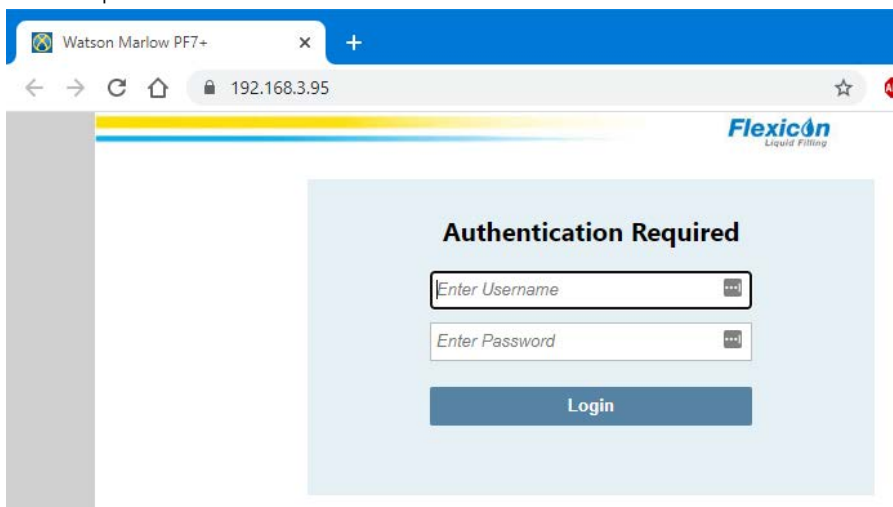 Watson Marlow PF7+
192.168.3.95
Flexicon
Liquid Filling
Authentication Required
Enter Username
Enter Password
Login